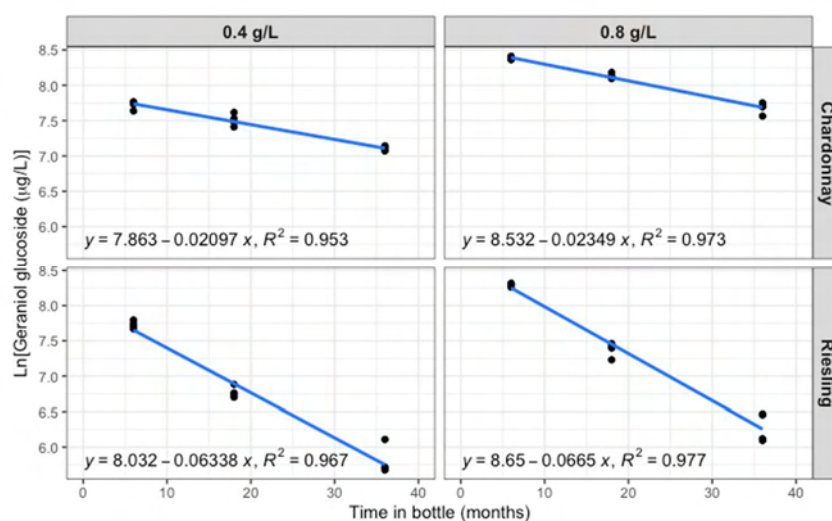 0.4 g/L
0.8 g/L
8.5
8.0
7.5
7.0
6.5
6.0
y = 7.863 − 0.02097 x, R² = 0.953
y = 8.532 − 0.02349 x, R² = 0.973
Chardonnay
8.5
8.0
7.5
7.0
6.5
6.0
y = 8.032 − 0.06338 x, R² = 0.967
y = 8.65 − 0.0665 x, R² = 0.977
Riesling
Ln[Geraniol glucoside (μg/L)]
0 10 20 30 40
0 10 20 30 40
Time in bottle (months)